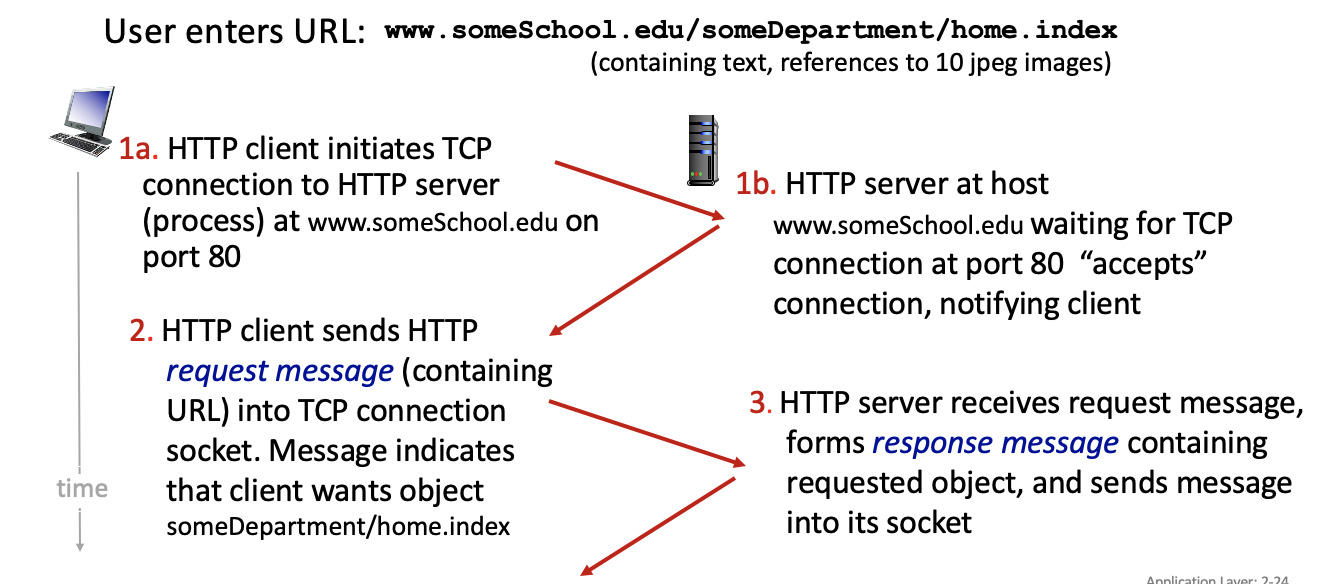 User enters URL: www.someSchool.edu/someDepartment/home.index
(containing text, references to 10 jpeg images)
1a. HTTP client initiates TCP
connection to HTTP server
(process) at www.someSchool.edu on
port 80
1b. HTTP server at host
www.someSchool.edu waiting for TCP
connection at port 80 “accepts”
connection, notifying client
2. HTTP client sends HTTP
request message (containing
URL) into TCP connection
socket. Message indicates
that client wants object
someDepartment/home.index
3. HTTP server receives request message,
forms response message containing
requested object, and sends message
into its socket
time
Application Layer: 2-24